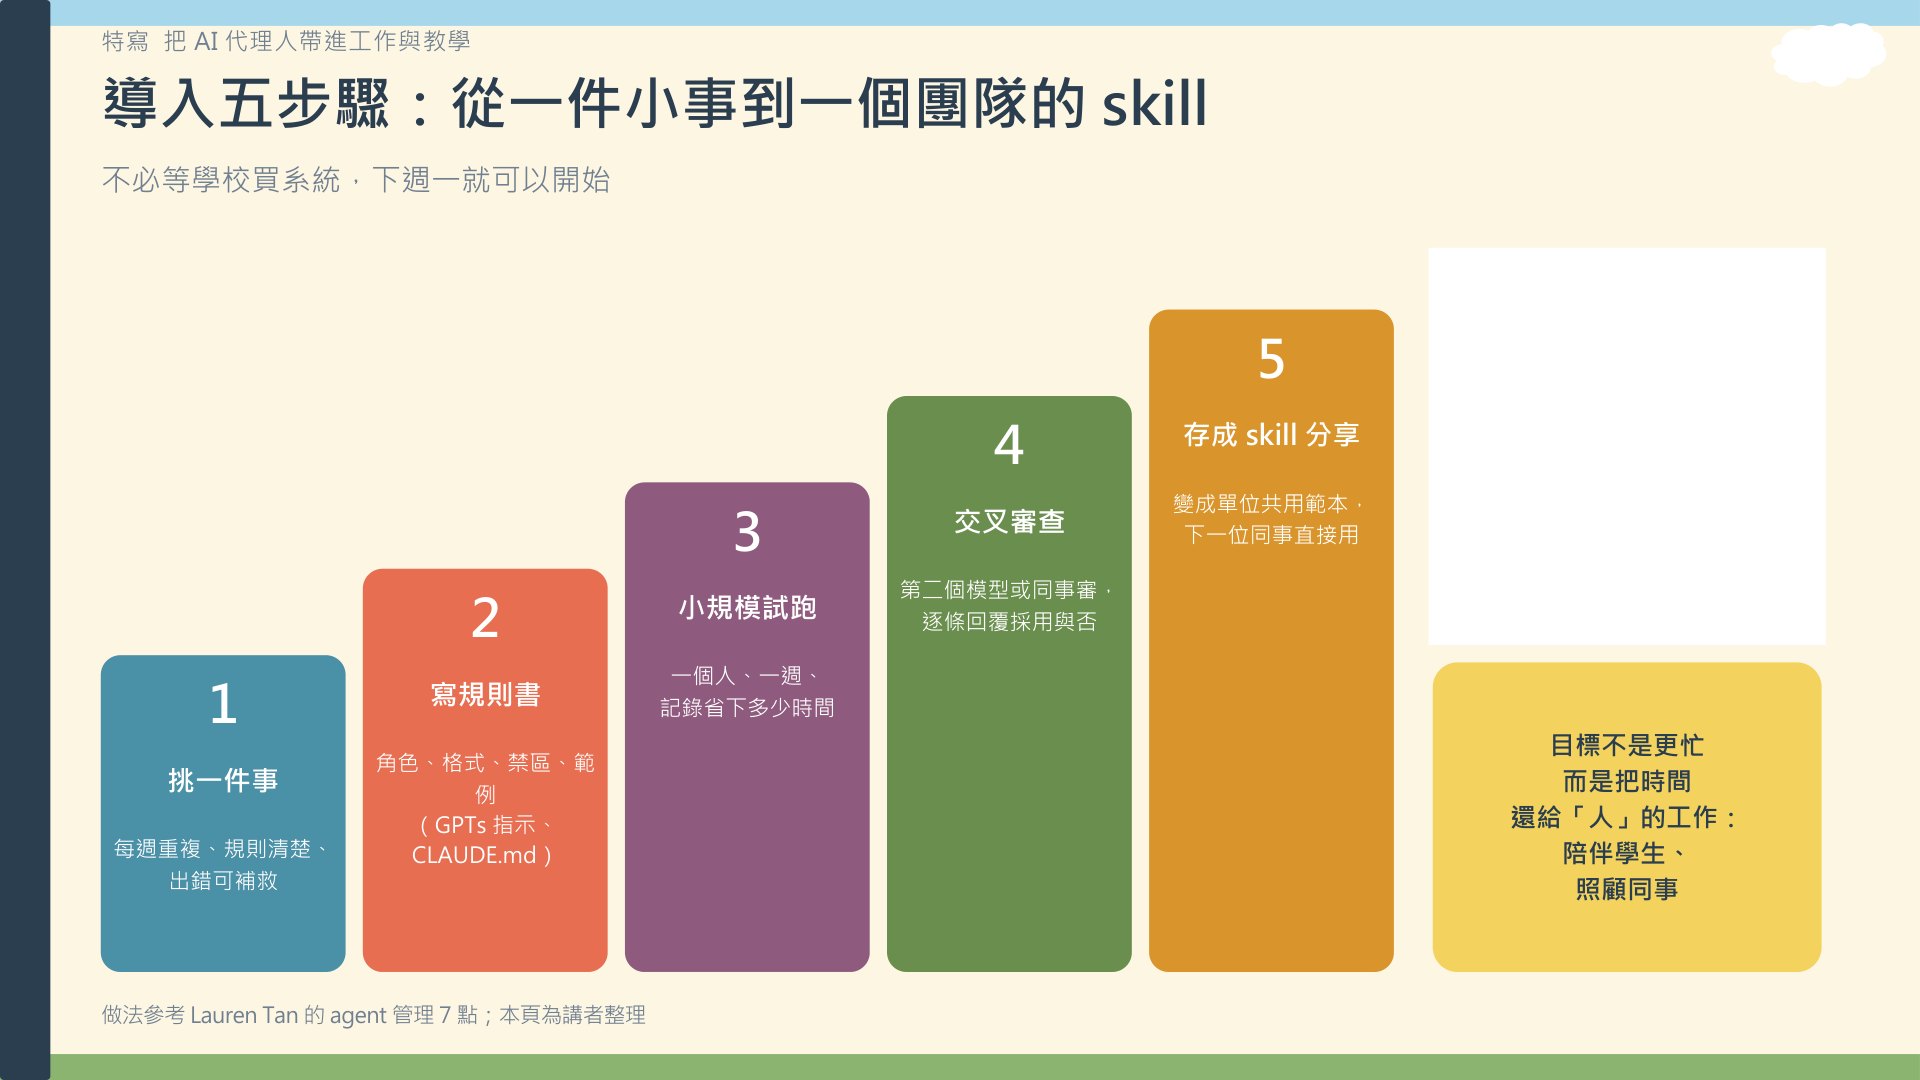 特寫 把 AI 代理人帶進工作與教學
導入五步驟：從一件小事到一個團隊的 skill
不必等學校買系統，下週一就可以開始
1
挑一件事
每週重複、規則清楚、
出錯可補救
2
寫規則書
角色、格式、禁區、範
例
（GPTs 指示、
CLAUDE.md）
3
小規模試跑
一個人、一週、
記錄省下多少時間
4
交叉審查
第二個模型或同事審，
逐條回覆採用與否
5
存成 skill 分享
變成單位共用範本，
下一位同事直接用
目標不是更忙
而是把時間
還給「人」的工作：
陪伴學生、
照顧同事
做法參考 Lauren Tan 的 agent 管理 7 點；本頁為講者整理